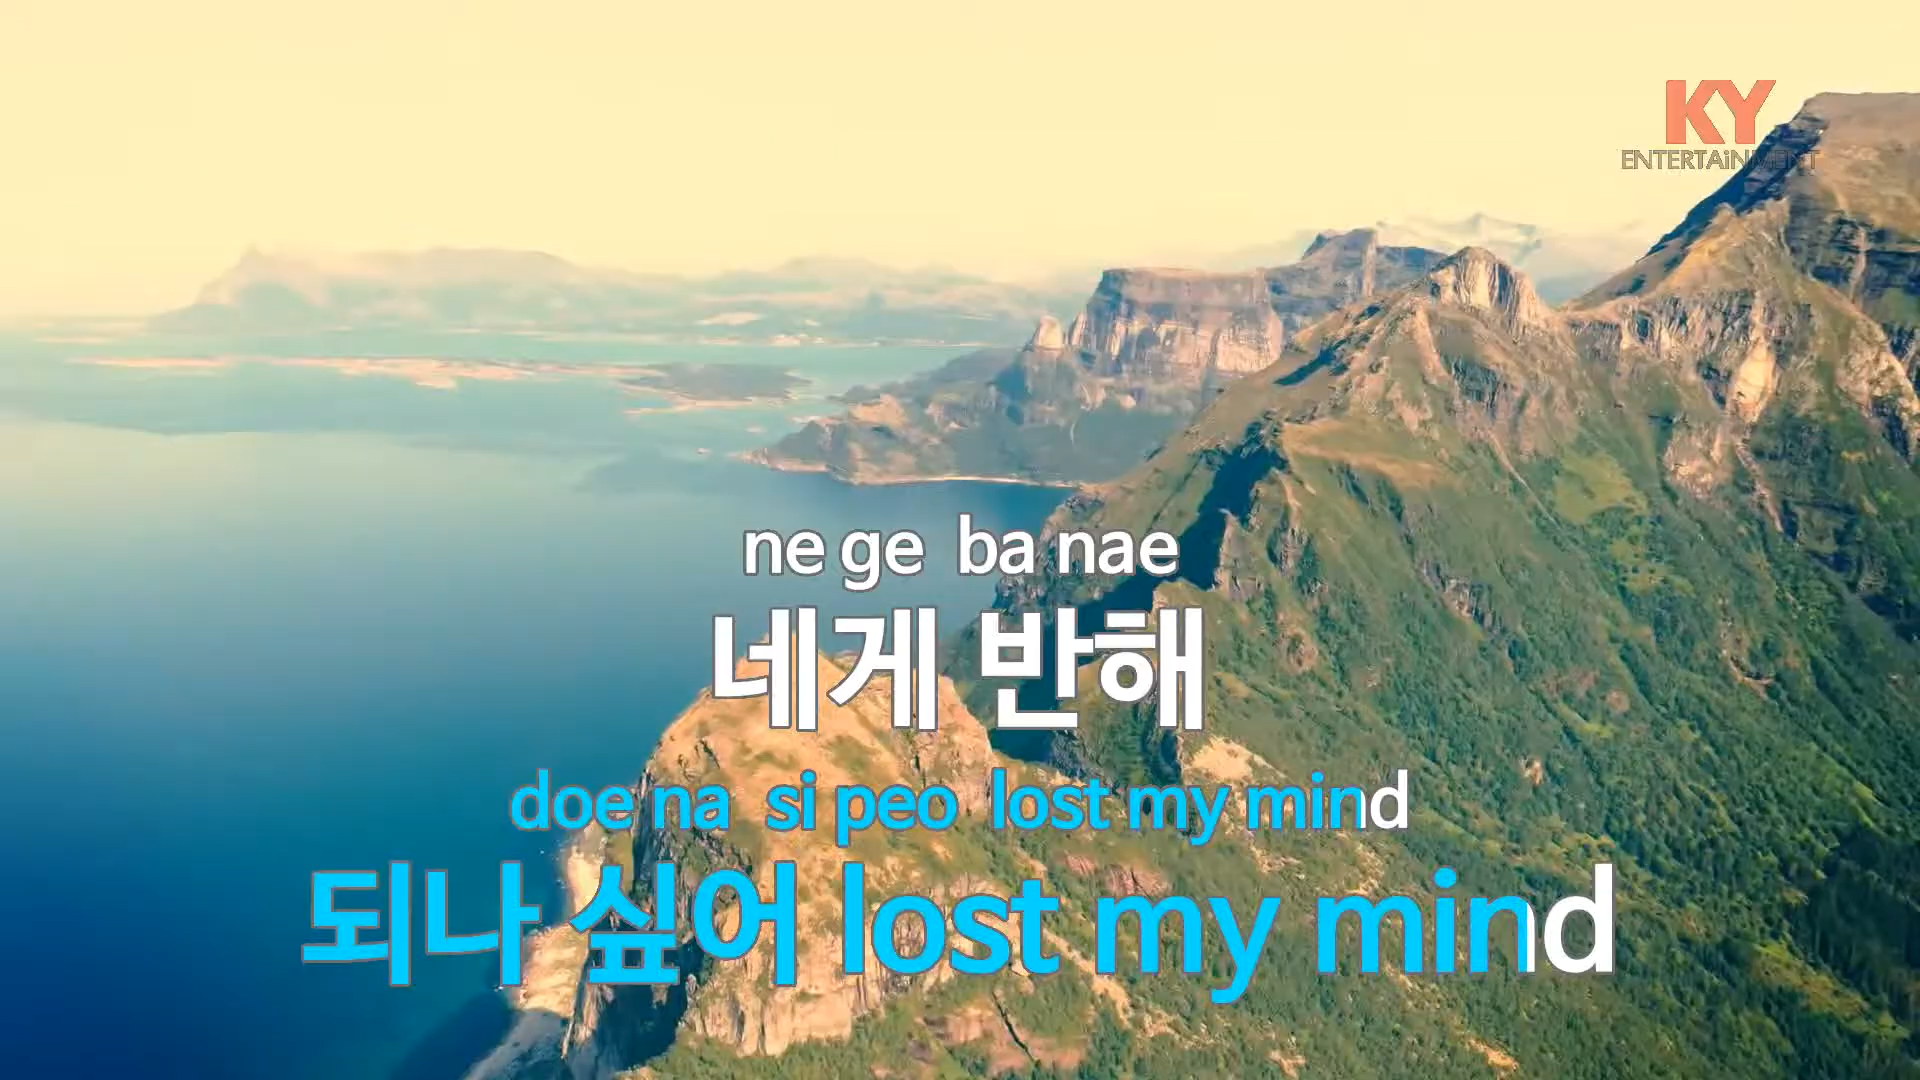 KY
ENTERTAiNMENT
ne ge ba nae
네게 반해
doe na si peo lost my mind
되나 싶어 lost my mind